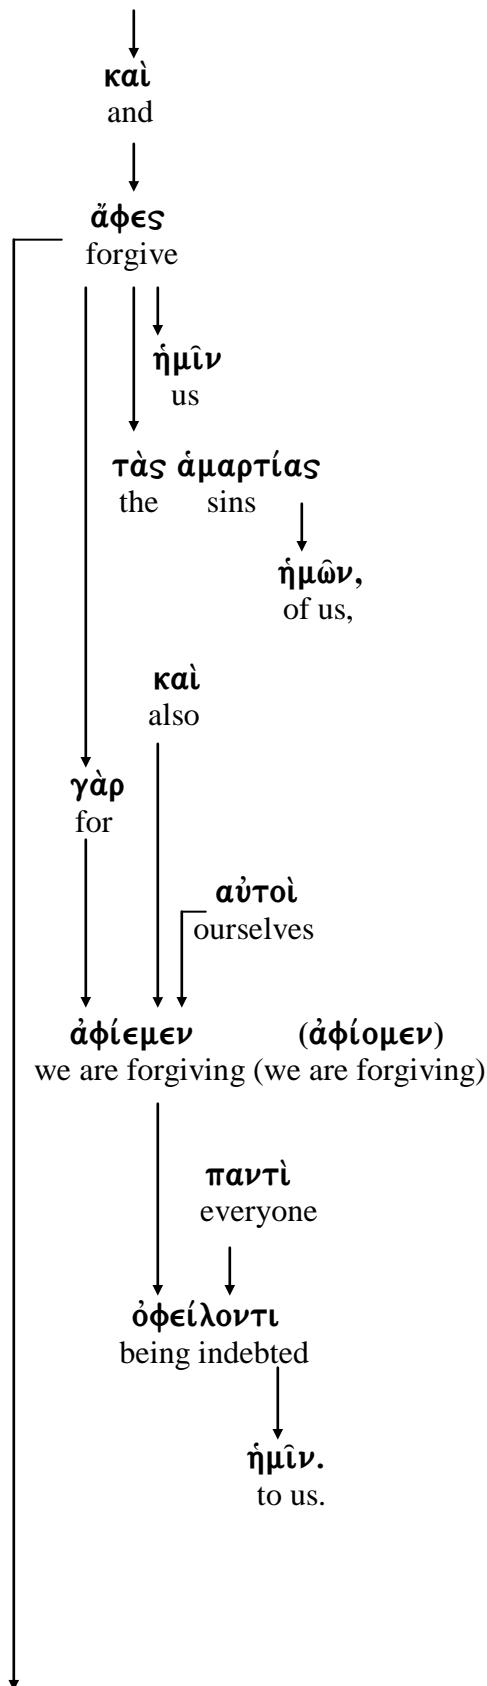 καὶ
and
ἄφες
forgive
ἡμῖν
us
τὰς ἁμαρτίας
the sins
ἡμῶν,
of us,
καὶ
also
γὰρ
for
αὐτοὶ
ourselves
ἀφίεμεν (ἀφίομεν)
we are forgiving (we are forgiving)
παντὶ
everyone
ὀφείλοντι
being indebted
ἡμῖν.
to us.